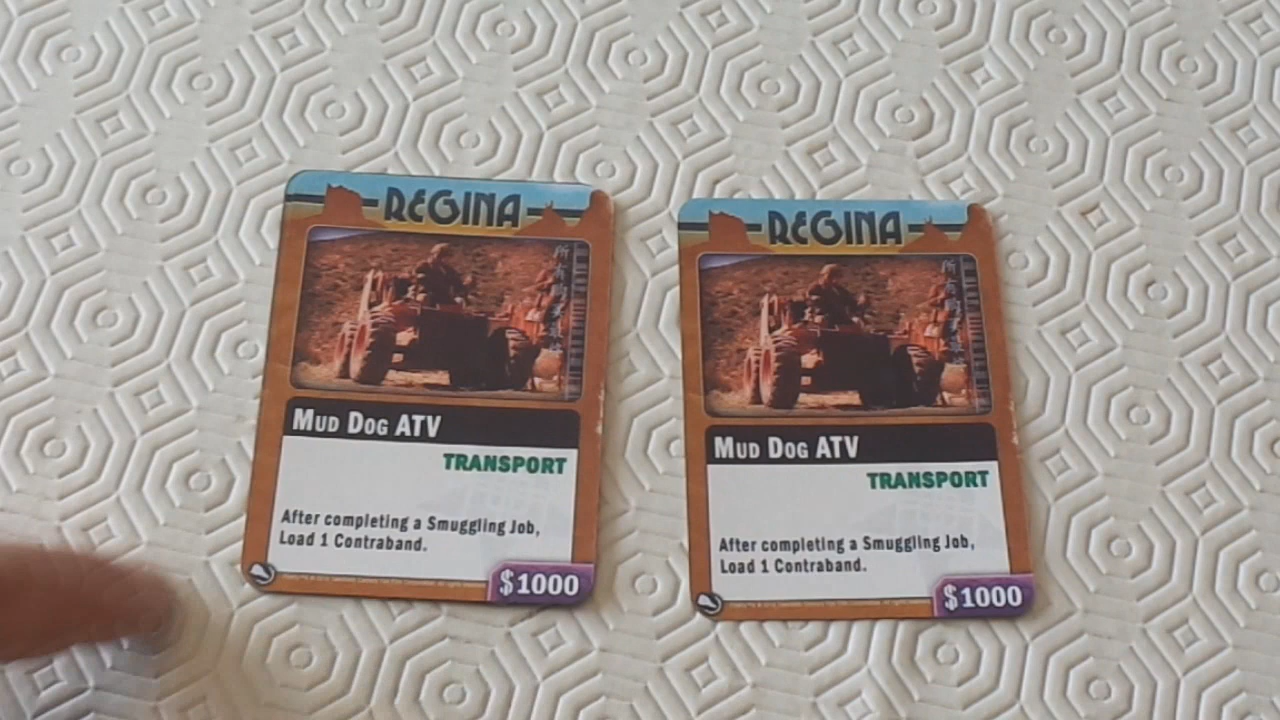 REGINA
MUD DOG ATV
TRANSPORT
After completing a Smuggling Job,
Load 1 Contraband.
$1000
REGINA
MUD DOG ATV
TRANSPORT
After completing a Smuggling Job,
Load 1 Contraband.
$1000